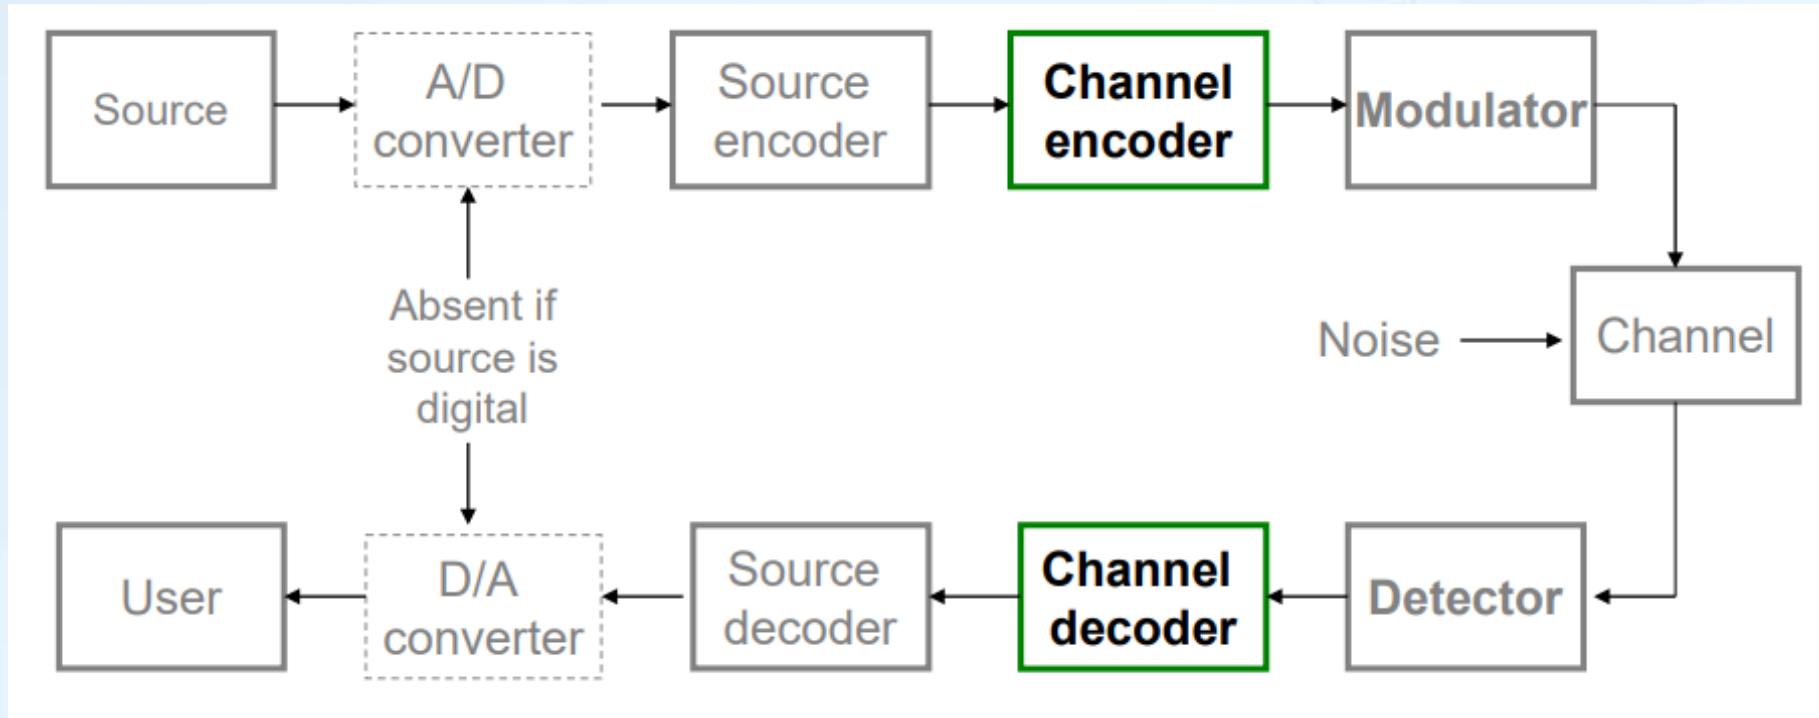 Source
A/D
converter
Source
encoder
Channel
encoder
Modulator
Absent if
source is
digital
Noise
Channel
User
D/A
converter
Source
decoder
Channel
decoder
Detector